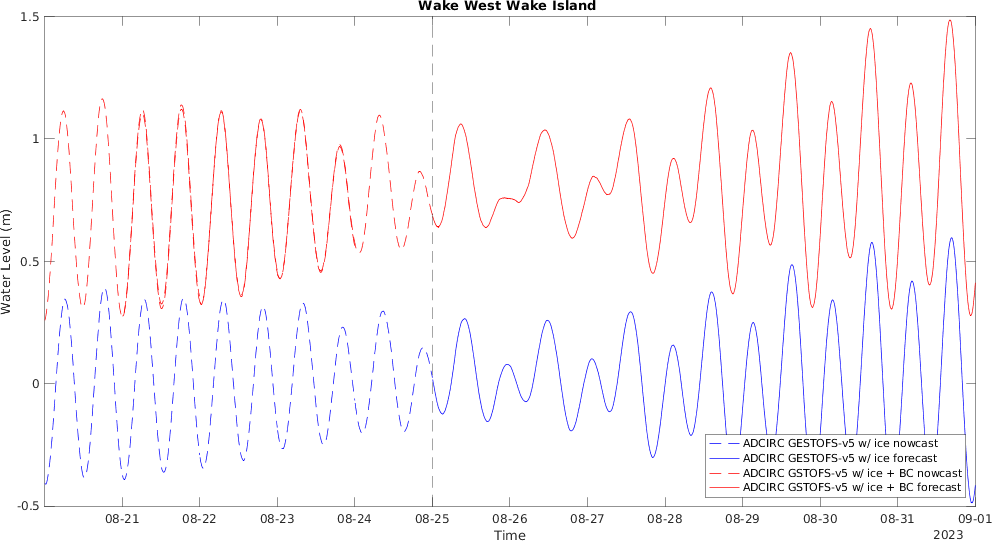 Wake West Wake Island
1.5
1
0.5
0
-0.5
Water Level (m)
ADCIRC GESTOFS-v5 w/ ice nowcast
ADCIRC GESTOFS-v5 w/ ice forecast
ADCIRC GSTOFS-v5 w/ ice + BC nowcast
ADCIRC GSTOFS-v5 w/ ice + BC forecast
08-21 08-22 08-23 08-24 08-25 08-26 08-27 08-28 08-29 08-30 08-31 09-01
Time
2023